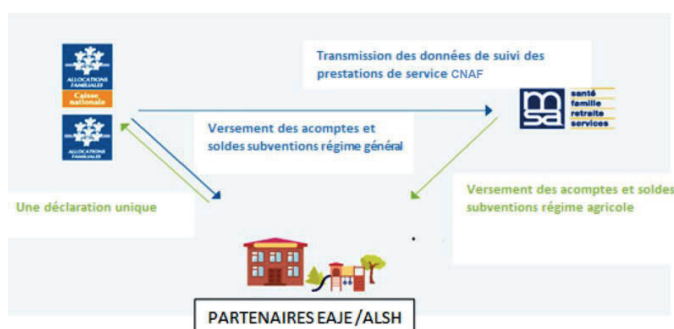 Transmission des données de suivi des
prestations de service CNAF
ALLOCATIONS
FAMILIALES
Caisse
nationale
msa
santé
famille
retraite
services
ALLOCATIONS
FAMILIALES
Versement des acomptes et
soldes subventions régime général
Une déclaration unique
Versement des acomptes et soldes
subventions régime agricole
PARTENAIRES EAJE/ALSH